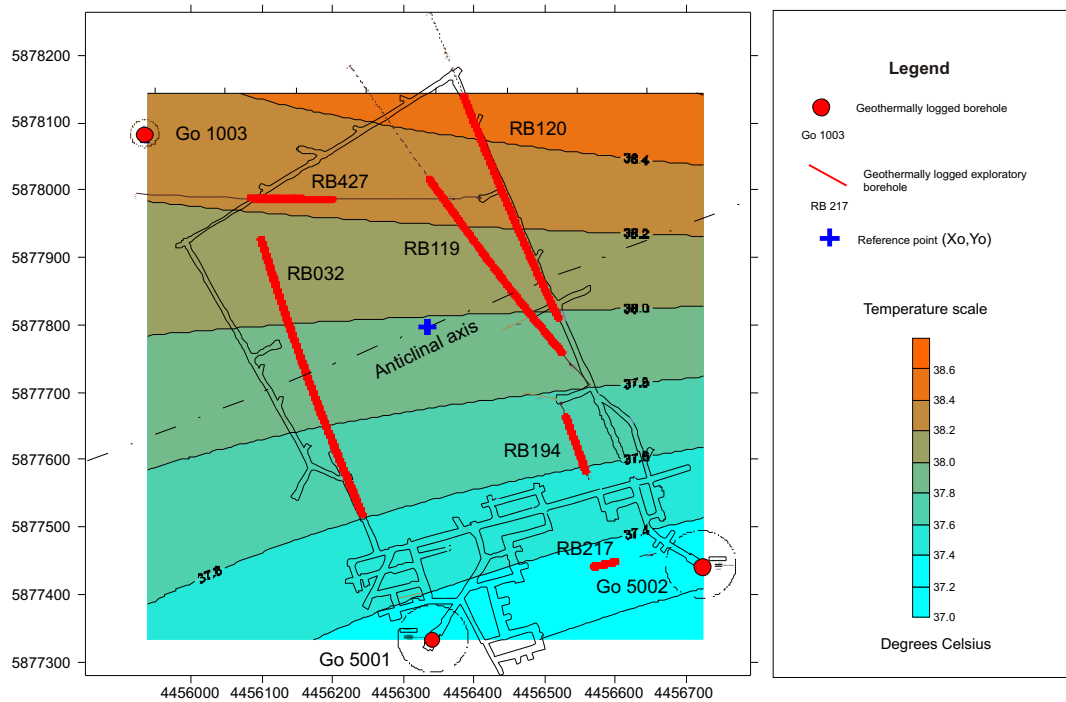 5878200
5878100
5878000
5877900
5877800
5877700
5877600
5877500
5877400
5877300
4456000 4456100 4456200 4456300 4456400 4456500 4456600 4456700
Go 1003
RB120
RB427
RB119
RB032
Anticlinal axis
RB194
RB217
Go 5002
Go 5001
38.4
38.2
38.0
37.6
37.4
Legend
Geothermally logged borehole
Go 1003
Geothermally logged exploratory
borehole
RB 217
Reference point (Xo,Yo)
Temperature scale
38.6
38.4
38.2
38.0
37.8
37.6
37.4
37.2
37.0
Degrees Celsius